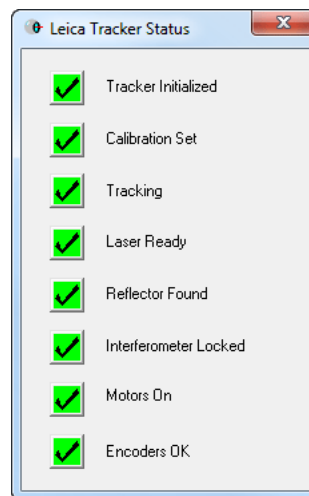 Leica Tracker Status
Tracker Initialized
Calibration Set
Tracking
Laser Ready
Reflector Found
Interferometer Locked
Motors On
Encoders OK